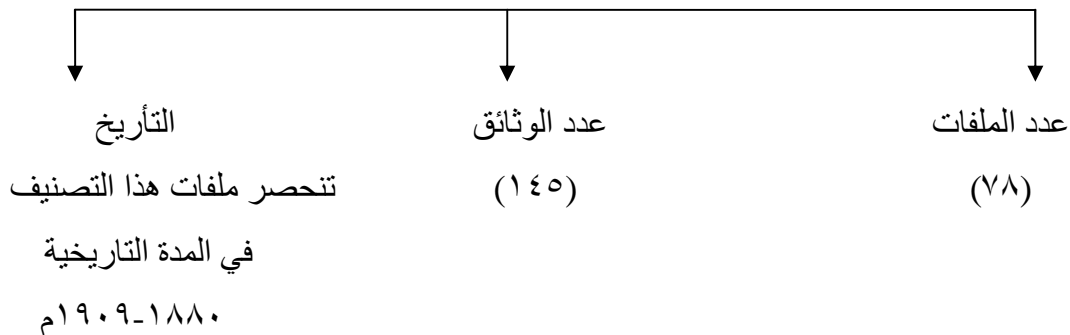 عدد الملفات
(٧٨)
عدد الوثائق
(١٤٥)
التأريخ
تنحصر ملفات هذا التصنيف
في المدة التاريخية
١٨٨٠-١٩٠٩م